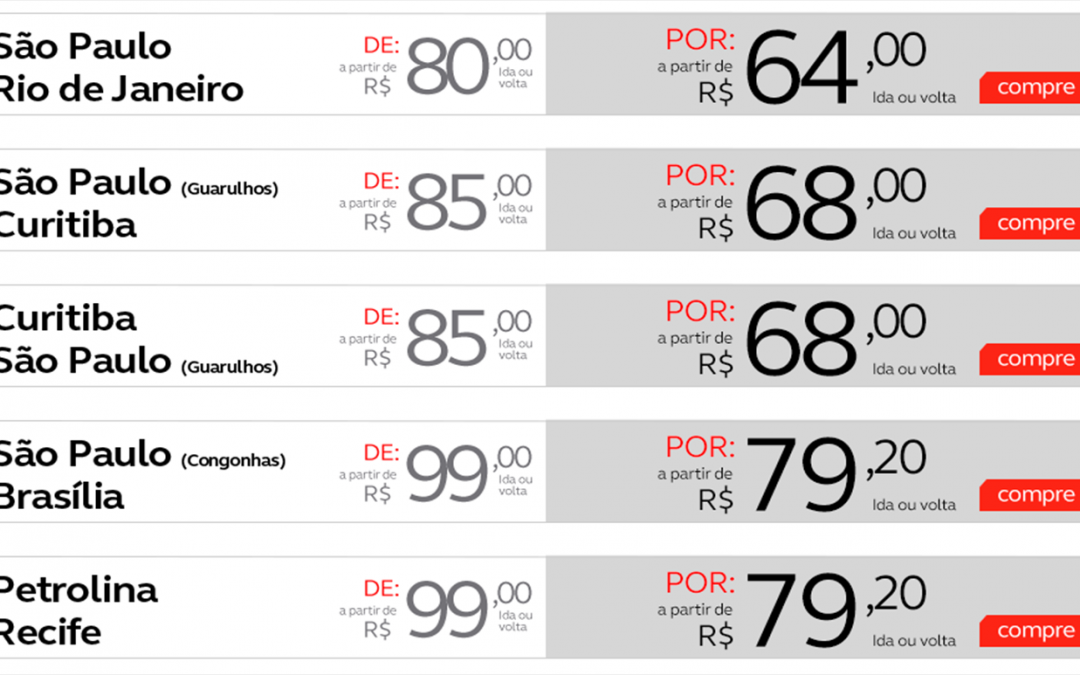 São Paulo
Rio de Janeiro
DE:
a partir de
R$ 80,00
Ida ou
volta
POR:
a partir de
R$ 64,00
Ida ou volta
compre
São Paulo (Guarulhos)
Curitiba
DE:
a partir de
R$ 85,00
Ida ou
volta
POR:
a partir de
R$ 68,00
Ida ou volta
compre
Curitiba
São Paulo (Guarulhos)
DE:
a partir de
R$ 85,00
Ida ou
volta
POR:
a partir de
R$ 68,00
Ida ou volta
compre
São Paulo (Congonhas)
Brasília
DE:
a partir de
R$ 99,00
Ida ou
volta
POR:
a partir de
R$ 79,20
Ida ou volta
compre
Petrolina
Recife
DE:
a partir de
R$ 99,00
Ida ou
volta
POR:
a partir de
R$ 79,20
Ida ou volta
compre